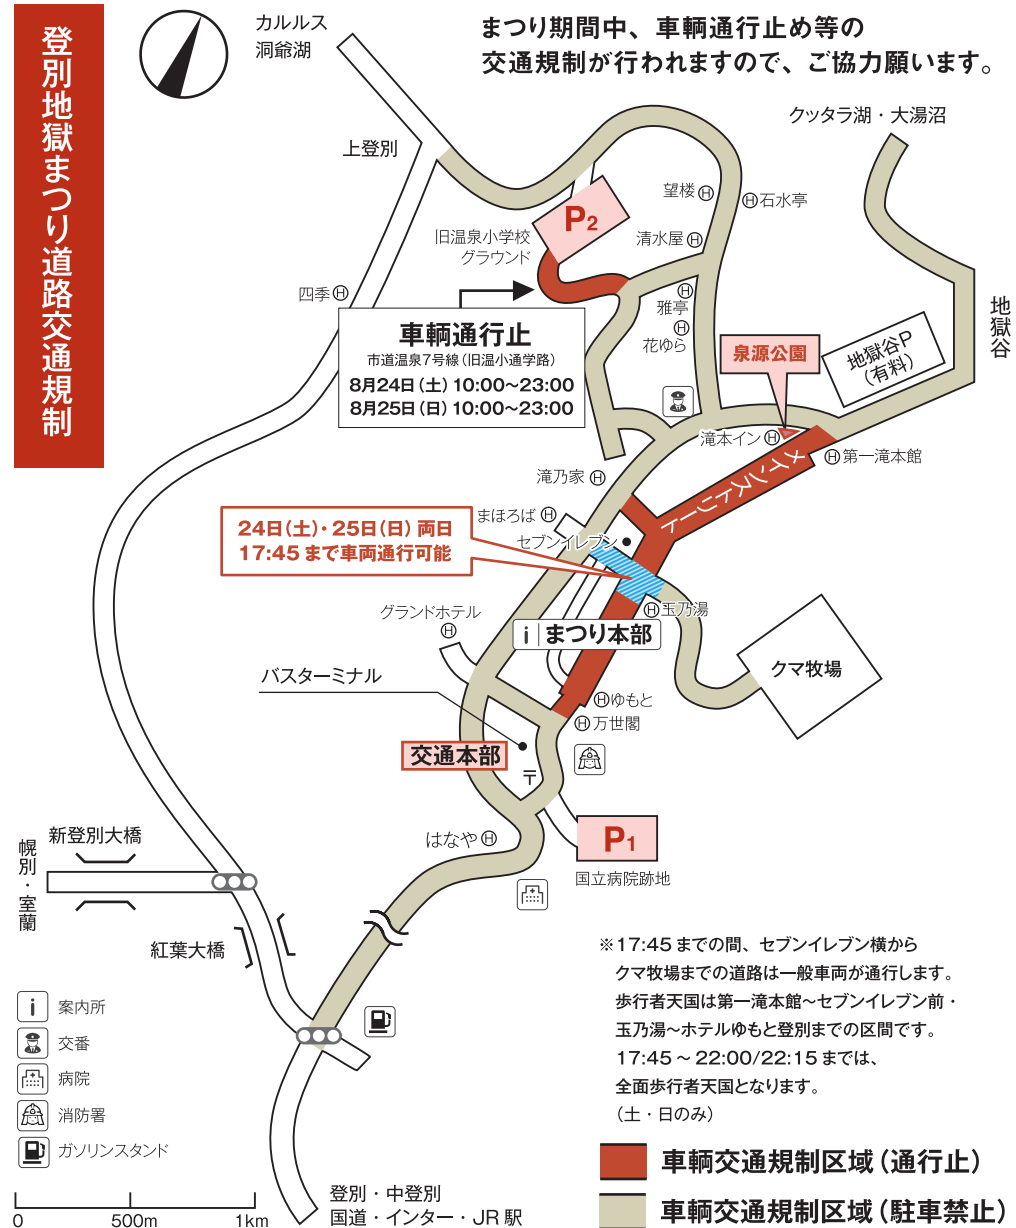 登別地獄まつり道路交通規制
カルルス
洞爺湖
まつり期間中、車輌通行止め等の
交通規制が行われますので、ご協力願います。
クッタラ湖・大湯沼
上登別
望楼Ⓗ
Ⓗ石水亭
P2
旧温泉小学校
グラウンド
清水屋Ⓗ
四季Ⓗ
Ⓗ
雅亭
Ⓗ
花ゆら
地獄谷
車輌通行止
市道温泉7号線(旧温小通学路)
8月24日(土)10:00〜23:00
8月25日(日)10:00〜23:00
泉源公園
地獄谷P
(有料)
滝本インⒽ
Ⓗ第一滝本館
メインストリート
滝乃家Ⓗ
まほろばⒽ
セブンイレブン
24日(土)・25日(日)両日
17:45まで車両通行可能
グランドホテル
Ⓗ
Ⓗ玉乃湯
i|まつり本部
クマ牧場
バスターミナル
Ⓗゆもと
Ⓗ万世閣
交通本部
〒
はなやⒽ
P1
国立病院跡地
新登別大橋
幌別・室蘭
紅葉大橋
※17:45までの間、セブンイレブン横から
クマ牧場までの道路は一般車両が通行します。
歩行者天国は第一滝本館〜セブンイレブン前・
玉乃湯〜ホテルゆもと登別までの区間です。
17:45〜22:00/22:15までは、
全面歩行者天国となります。
(土・日のみ)
i 案内所
交番
病院
消防署
ガソリンスタンド
車輌交通規制区域(通行止)
車輌交通規制区域(駐車禁止)
登別・中登別
国道・インター・JR駅
0 500m 1km